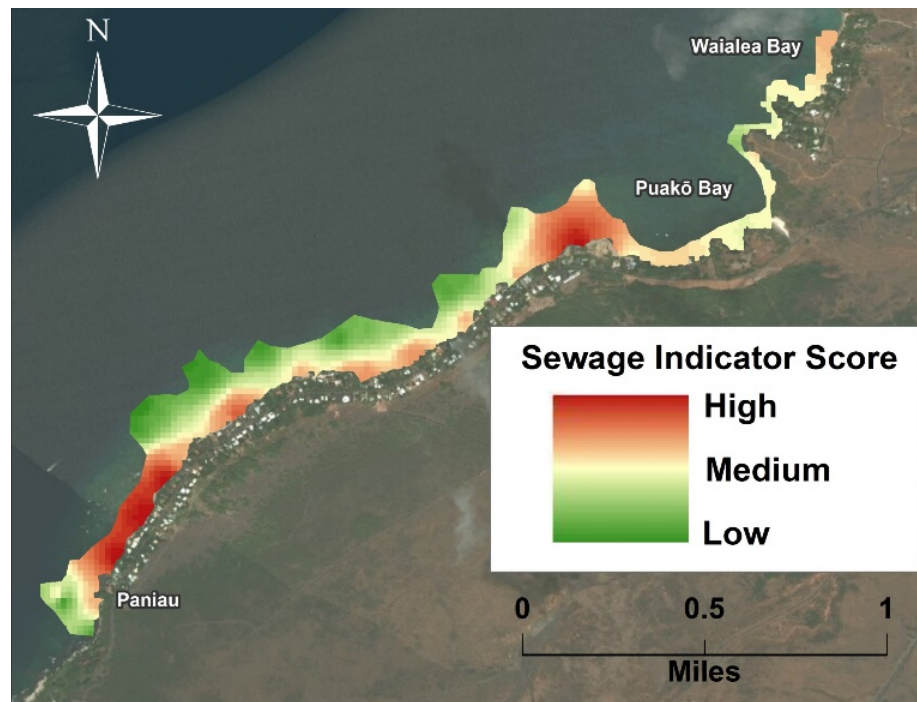 N
Waialea Bay
Puakō Bay
Sewage Indicator Score
High
Medium
Low
Paniau
0 0.5 1
Miles